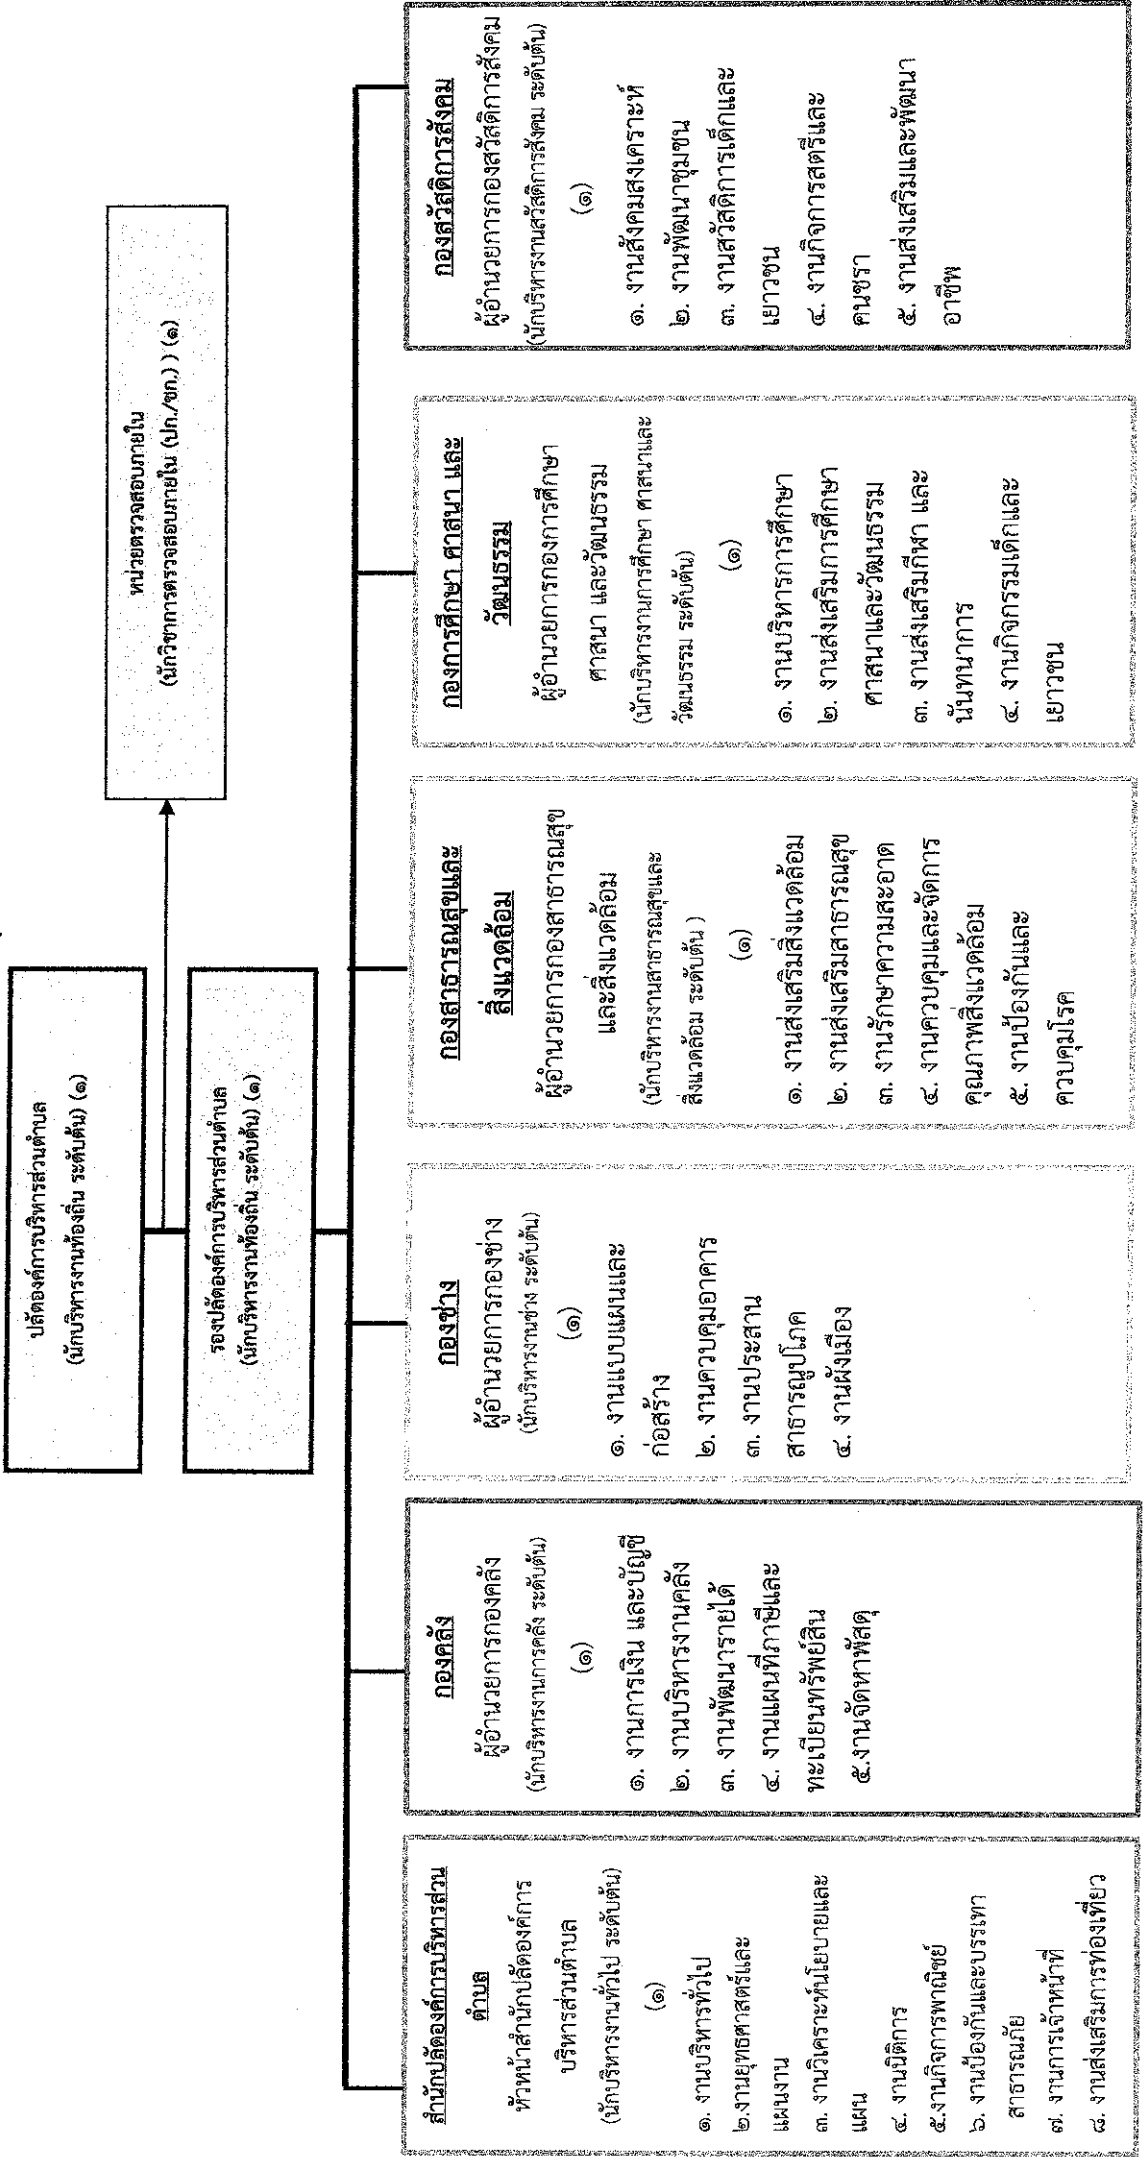 ปลัดองค์การบริหารส่วนตำบล
(นักบริหารงานท้องถิ่น ระดับต้น) (๑)
หน่วยตรวจสอบภายใน
(นักวิชาการตรวจสอบภายใน (ปก./ชก.) ) (๑)
รองปลัดองค์การบริหารส่วนตำบล
(นักบริหารงานท้องถิ่น ระดับต้น) (๑)
สำนักปลัดองค์การบริหารส่วน
ตำบล
หัวหน้าสำนักปลัดองค์การ
บริหารส่วนตำบล
(นักบริหารงานทั่วไป ระดับต้น)
(๑)
๑. งานบริหารทั่วไป
๒.งานยุทธศาสตร์และ
แผนงาน
๓. งานวิเคราะห์นโยบายและ
แผน
๔. งานนิติการ
๕.งานกิจการพาณิชย์
๖. งานป้องกันและบรรเทา
สาธารณภัย
๗. งานการเจ้าหน้าที่
๘. งานส่งเสริมการท่องเที่ยว
กองคลัง
ผู้อำนวยการกองคลัง
(นักบริหารงานการคลัง ระดับต้น)
(๑)
๑. งานการเงิน และบัญชี
๒. งานบริหารงานคลัง
๓. งานพัฒนารายได้
๔. งานแผนที่ภาษีและ
ทะเบียนทรัพย์สิน
๕.งานจัดหาพัสดุ
กองช่าง
ผู้อำนวยการกองช่าง
(นักบริหารงานช่าง ระดับต้น)
(๑)
๑. งานแบบแผนและ
ก่อสร้าง
๒. งานควบคุมอาคาร
๓. งานประสาน
สาธารณูปโภค
๔. งานผังเมือง
กองสาธารณสุขและ
สิ่งแวดล้อม
ผู้อำนวยการกองสาธารณสุข
และสิ่งแวดล้อม
(นักบริหารงานสาธารณสุขและ
สิ่งแวดล้อม ระดับต้น )
(๑)
๑. งานส่งเสริมสิ่งแวดล้อม
๒. งานส่งเสริมสาธารณสุข
๓. งานรักษาความสะอาด
๔. งานควบคุมและจัดการ
คุณภาพสิ่งแวดล้อม
๕. งานป้องกันและ
ควบคุมโรค
กองการศึกษา ศาสนา และ
วัฒนธรรม
ผู้อำนวยการกองการศึกษา
ศาสนา และวัฒนธรรม
(นักบริหารงานการศึกษา ศาสนาและ
วัฒนธรรม ระดับต้น)
(๑)
๑. งานบริหารการศึกษา
๒. งานส่งเสริมการศึกษา
ศาสนาและวัฒนธรรม
๓. งานส่งเสริมกีฬา และ
นันทนาการ
๔. งานกิจกรรมเด็กและ
เยาวชน
กองสวัสดิการสังคม
ผู้อำนวยการกองสวัสดิการสังคม
(นักบริหารงานสวัสดิการสังคม ระดับต้น)
(๑)
๑. งานสังคมสงเคราะห์
๒. งานพัฒนาชุมชน
๓. งานสวัสดิการเด็กและ
เยาวชน
๔. งานกิจการสตรีและ
คนชรา
๕. งานส่งเสริมและพัฒนา
อาชีพ